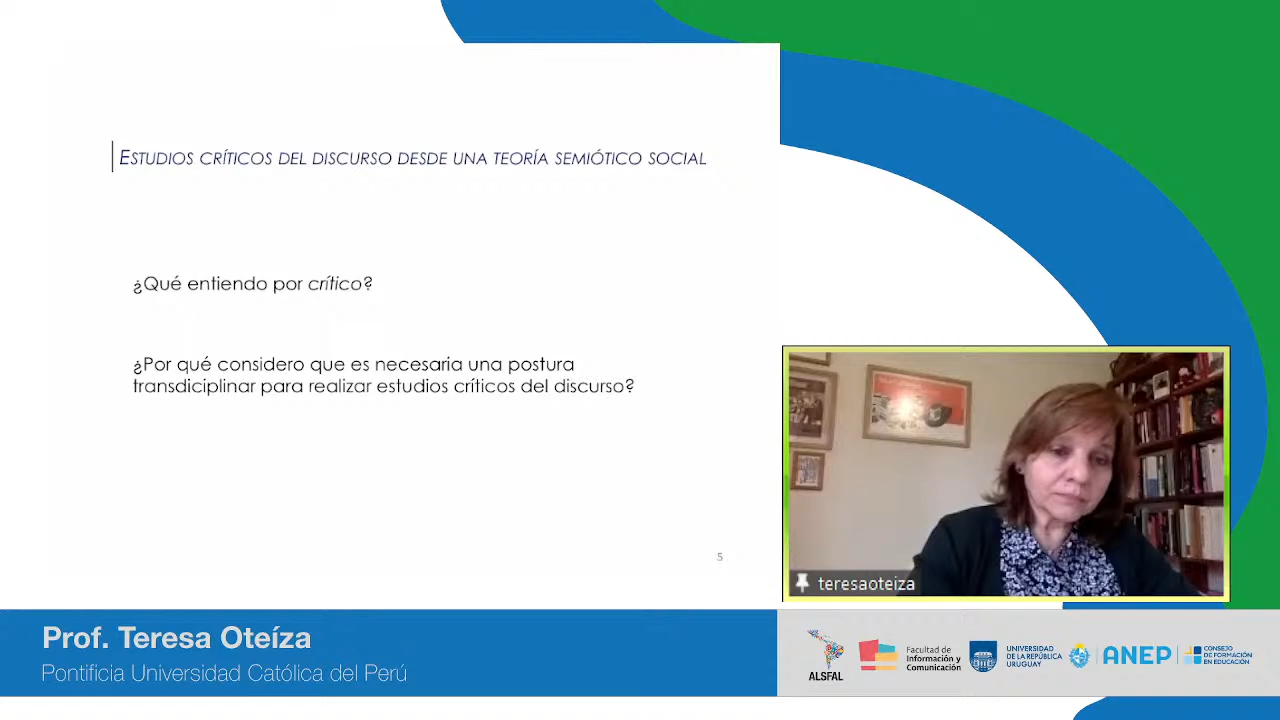 ESTUDIOS CRÍTICOS DEL DISCURSO DESDE UNA TEORÍA SEMIÓTICO SOCIAL
¿Qué entiendo por crítico?
¿Por qué considero que es necesaria una postura
transdiciplinar para realizar estudios críticos del discurso?
5
teresaoteiza
Prof. Teresa Oteíza
Pontificia Universidad Católica del Perú
ALSFAL
Facultad de
Información y
Comunicación
UNIVERSIDAD
DE LA REPÚBLICA
URUGUAY
ANEP
CONSEJO
DE FORMACIÓN
EN EDUCACIÓN